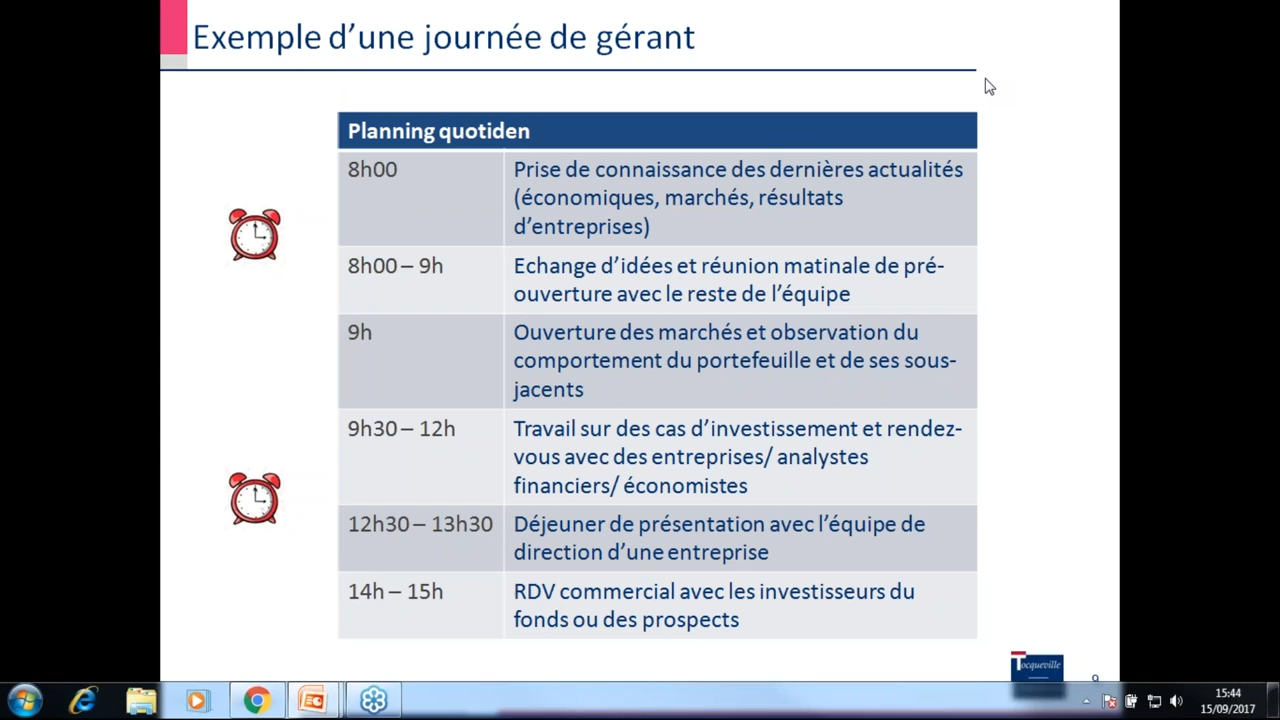 Exemple d’une journée de gérant
Planning quotiden
8h00
Prise de connaissance des dernières actualités
(économiques, marchés, résultats
d’entreprises)
8h00 – 9h
Echange d’idées et réunion matinale de pré-
ouverture avec le reste de l’équipe
9h
Ouverture des marchés et observation du
comportement du portefeuille et de ses sous-
jacents
9h30 – 12h
Travail sur des cas d’investissement et rendez-
vous avec des entreprises/ analystes
financiers/ économistes
12h30 – 13h30
Déjeuner de présentation avec l’équipe de
direction d’une entreprise
14h – 15h
RDV commercial avec les investisseurs du
fonds ou des prospects
Tocqueville
9
15:44
15/09/2017